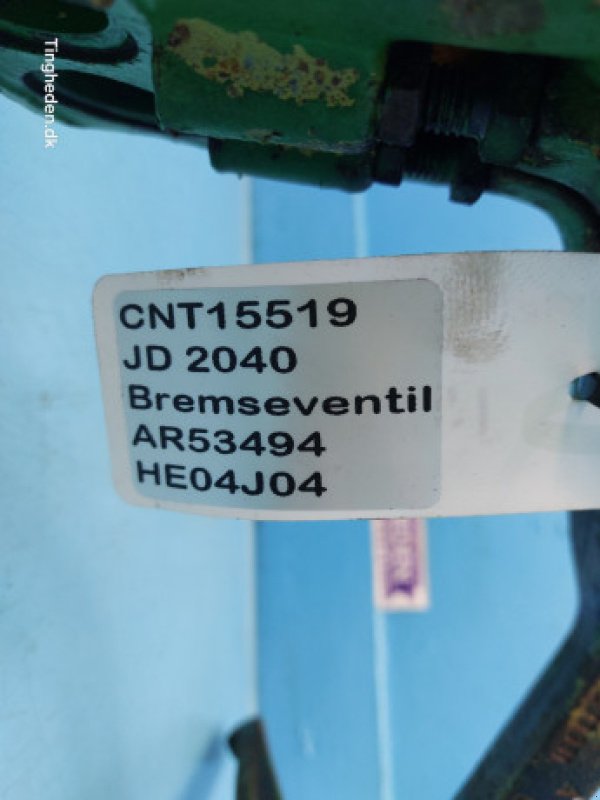 Tingheden.dk
CNT15519
JD 2040
Bremseventil
AR53494
HE04J04